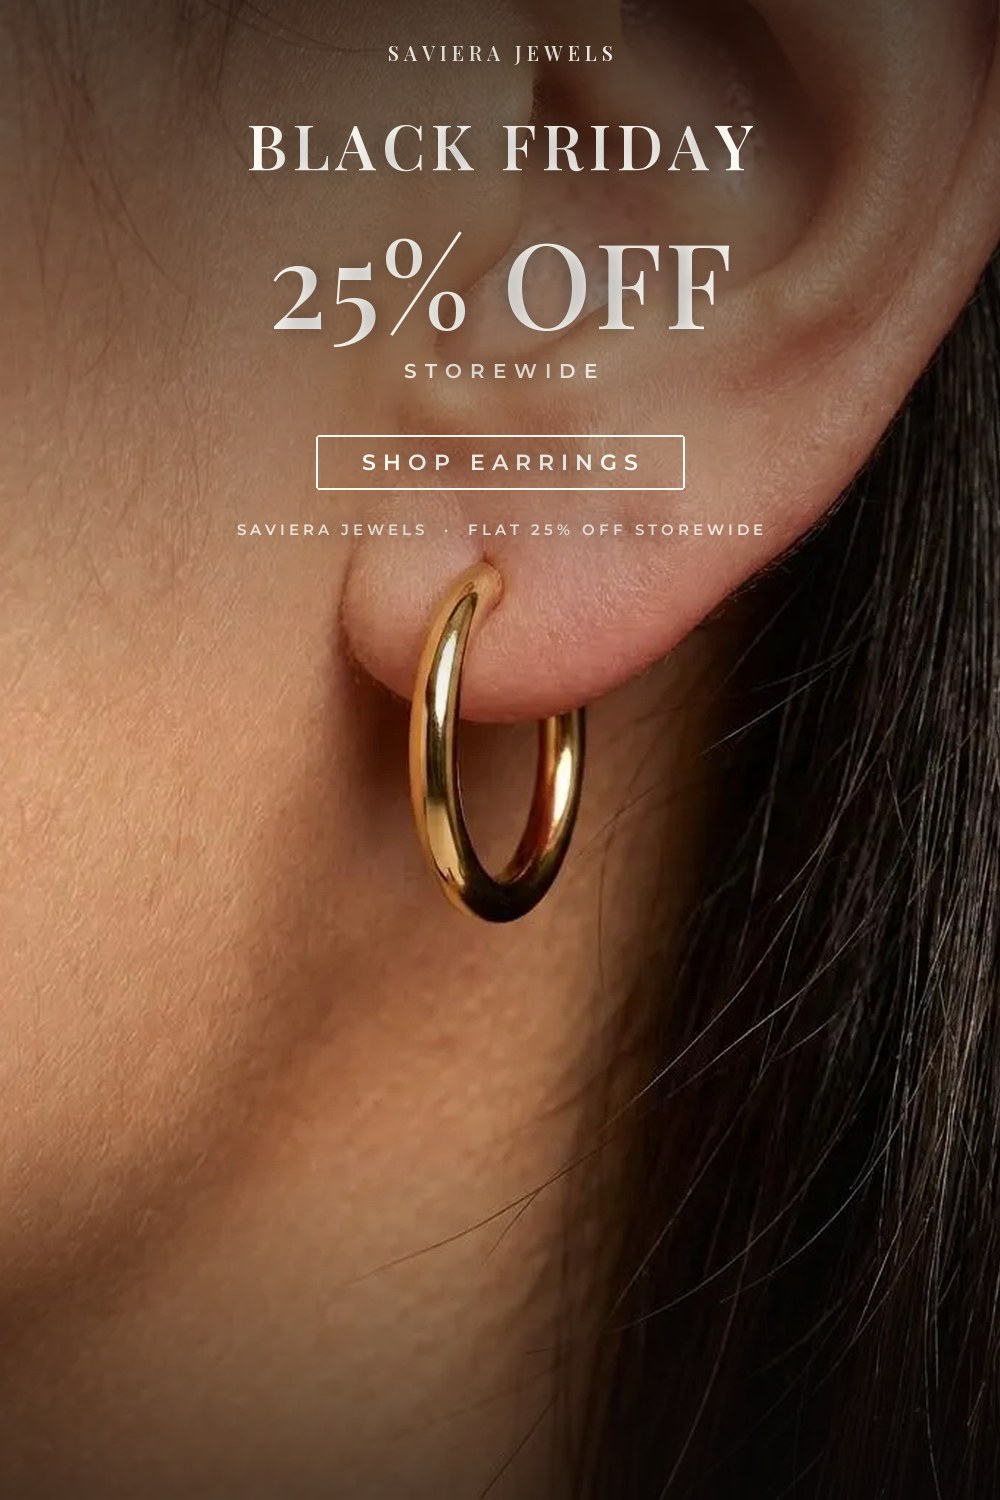 SAVIERA JEWELS
BLACK FRIDAY
25% OFF
STOREWIDE
SHOP EARRINGS
SAVIERA JEWELS · FLAT 25% OFF STOREWIDE